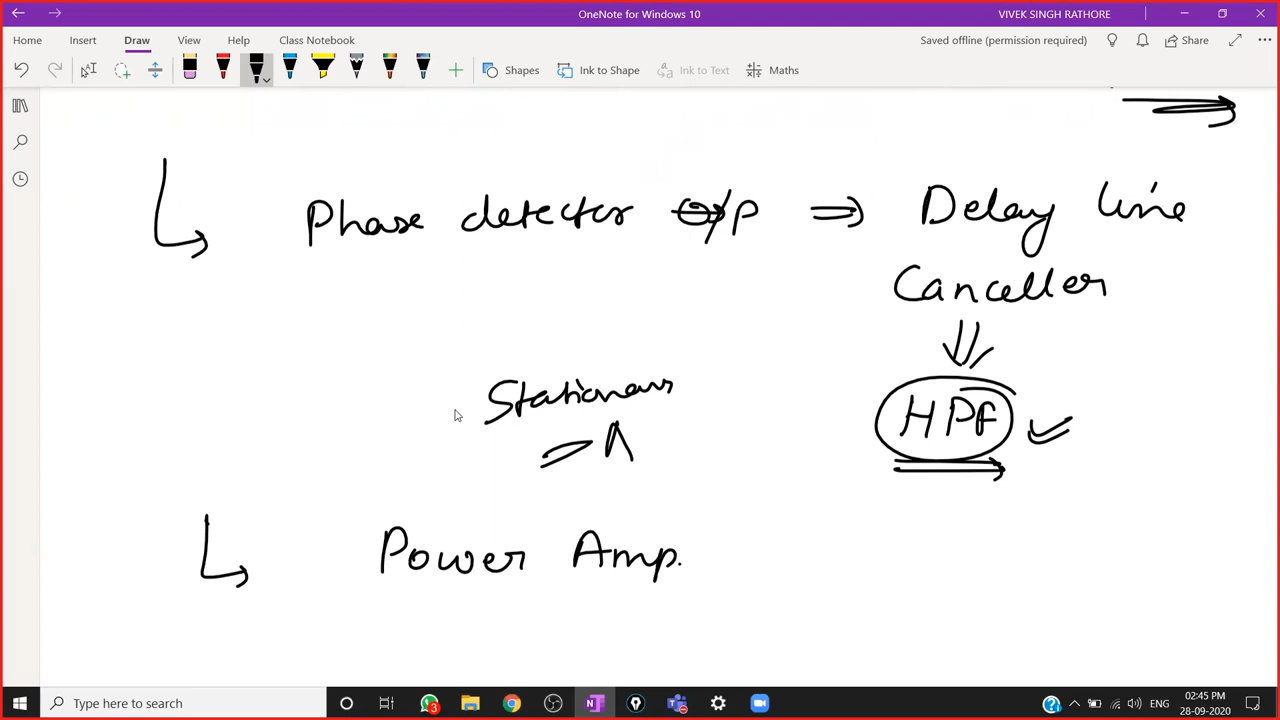 OneNote for Windows 10
VIVEK SINGH RATHORE
Home Insert Draw View Help Class Notebook
Saved offline (permission required) Share
Shapes Ink to Shape Ink to Text Maths
Phase detector O/P ⇒ Delay line
Canceller
Stationary
HPF
Power Amp.
Type here to search
3
ENG
02:45 PM
28-09-2020